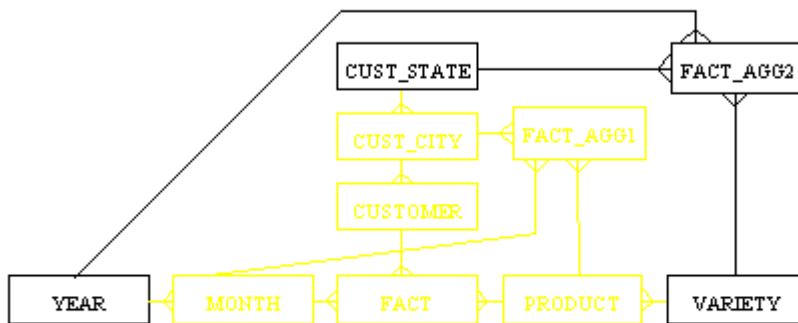 CUST_STATE
FACT_AGG2
CUST_CITY
FACT_AGG1
CUSTOMER
YEAR
MONTH
FACT
PRODUCT
VARIETY